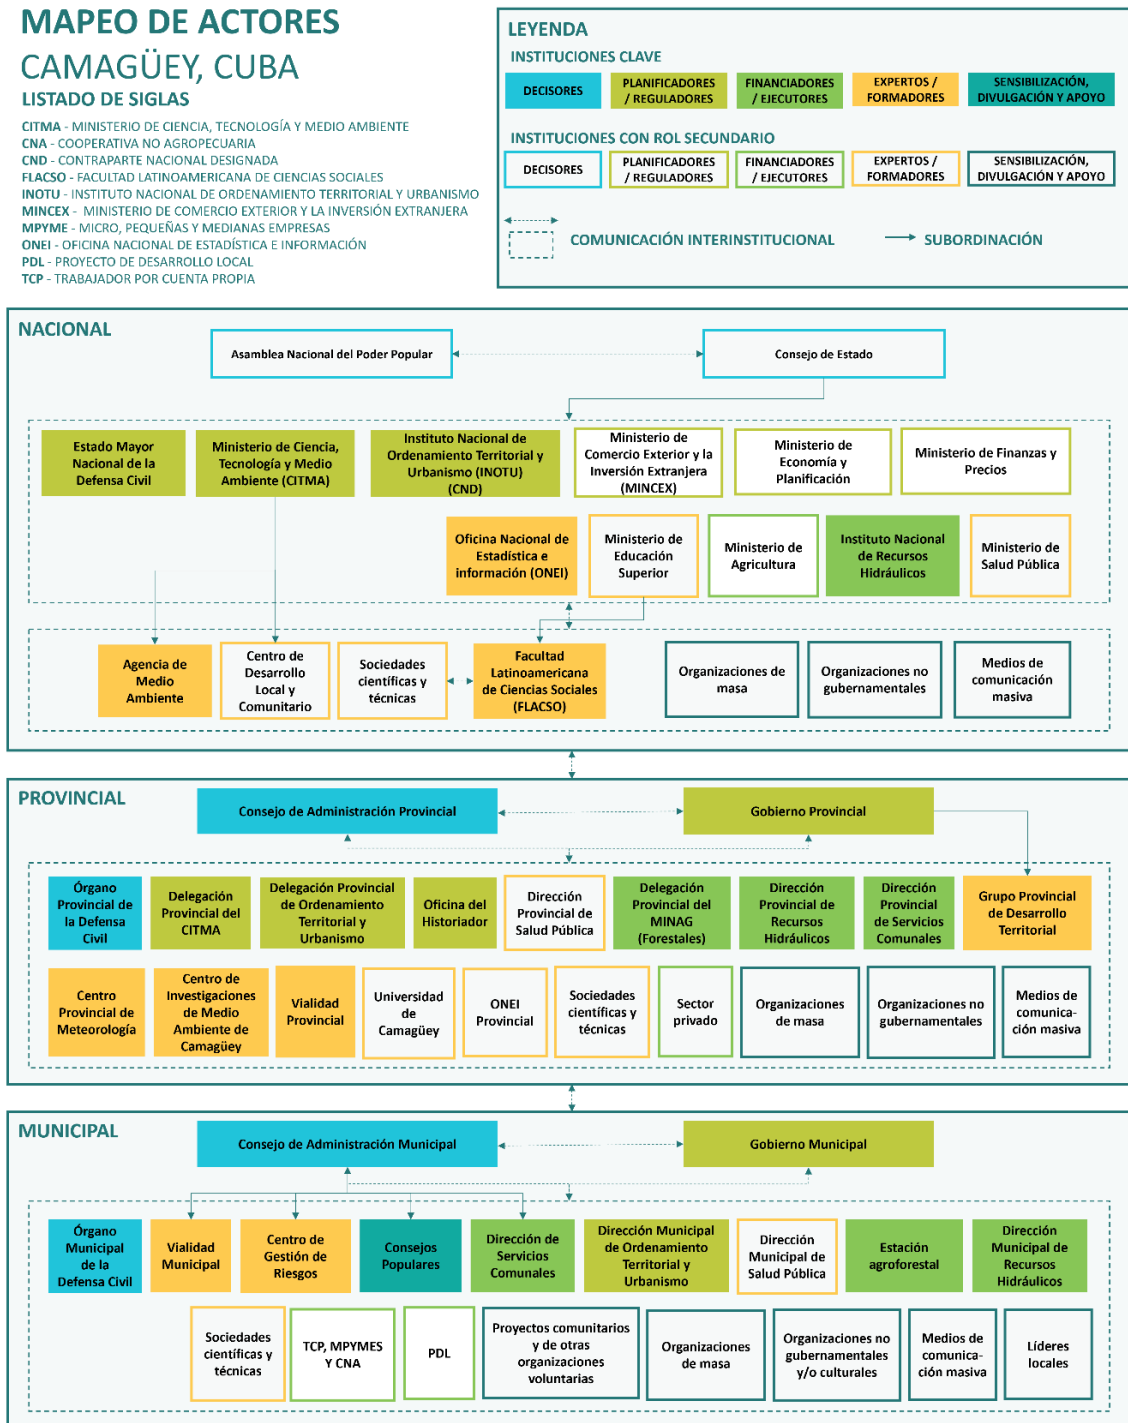 MAPEO DE ACTORES
CAMAGÜEY, CUBA
LISTADO DE SIGLAS
CITMA - MINISTERIO DE CIENCIA, TECNOLOGÍA Y MEDIO AMBIENTE
CNA - COOPERATIVA NO AGROPECUARIA
CND - CONTRAPARTE NACIONAL DESIGNADA
FLACSO - FACULTAD LATINOAMERICANA DE CIENCIAS SOCIALES
INOTU - INSTITUTO NACIONAL DE ORDENAMIENTO TERRITORIAL Y URBANISMO
MINCEX - MINISTERIO DE COMERCIO EXTERIOR Y LA INVERSIÓN EXTRANJERA
MPYME - MICRO, PEQUEÑAS Y MEDIANAS EMPRESAS
ONEI - OFICINA NACIONAL DE ESTADÍSTICA E INFORMACIÓN
PDL - PROYECTO DE DESARROLLO LOCAL
TCP - TRABAJADOR POR CUENTA PROPIA
LEYENDA
INSTITUCIONES CLAVE
DECISORES
PLANIFICADORES
/ REGULADORES
FINANCIADORES
/ EJECUTORES
EXPERTOS /
FORMADORES
SENSIBILIZACIÓN,
DIVULGACIÓN Y APOYO
INSTITUCIONES CON ROL SECUNDARIO
DECISORES
PLANIFICADORES
/ REGULADORES
FINANCIADORES
/ EJECUTORES
EXPERTOS /
FORMADORES
SENSIBILIZACIÓN,
DIVULGACIÓN Y APOYO
COMUNICACIÓN INTERINSTITUCIONAL
SUBORDINACIÓN
NACIONAL
Asamblea Nacional del Poder Popular
Consejo de Estado
Estado Mayor
Nacional de la
Defensa Civil
Ministerio de Ciencia,
Tecnología y Medio
Ambiente (CITMA)
Instituto Nacional de
Ordenamiento Territorial y
Urbanismo (INOTU)
(CND)
Ministerio de
Comercio Exterior y la
Inversión Extranjera
(MINCEX)
Ministerio de
Economía y
Planificación
Ministerio de Finanzas y
Precios
Oficina Nacional de
Estadística e
información (ONEI)
Ministerio de
Educación
Superior
Ministerio de
Agricultura
Instituto Nacional
de Recursos
Hidráulicos
Ministerio de
Salud Pública
Agencia de
Medio
Ambiente
Centro de
Desarrollo
Local y
Comunitario
Sociedades
científicas y
técnicas
Facultad
Latinoamericana
de Ciencias Sociales
(FLACSO)
Organizaciones de
masa
Organizaciones no
gubernamentales
Medios de
comunicación
masiva
PROVINCIAL
Consejo de Administración Provincial
Gobierno Provincial
Órgano
Provincial de
la Defensa
Civil
Delegación
Provincial del
CITMA
Delegación Provincial
de Ordenamiento
Territorial y
Urbanismo
Oficina del
Historiador
Dirección
Provincial de
Salud Pública
Delegación
Provincial del
MINAG
(Forestales)
Dirección
Provincial de
Recursos
Hidráulicos
Dirección
Provincial
de Servicios
Comunales
Grupo Provincial
de Desarrollo
Territorial
Centro
Provincial de
Meteorología
Centro de
Investigaciones
de Medio
Ambiente de
Camagüey
Vialidad
Provincial
Universidad
de
Camagüey
ONEI
Provincial
Sociedades
científicas y
técnicas
Sector
privado
Organizaciones
de masa
Organizaciones no
gubernamentales
Medios de
comunica-
ción masiva
MUNICIPAL
Consejo de Administración Municipal
Gobierno Municipal
Órgano
Municipal
de la
Defensa Civil
Vialidad
Municipal
Centro de
Gestión de
Riesgos
Consejos
Populares
Dirección de
Servicios
Comunales
Dirección Municipal
de Ordenamiento
Territorial
y Urbanismo
Dirección
Municipal de
Salud Pública
Estación
agroforestal
Dirección
Municipal de
Recursos
Hidráulicos
Sociedades
científicas y
técnicas
TCP, MPYMES
Y CNA
PDL
Proyectos comunitarios
y de otras
organizaciones
voluntarias
Organizaciones
de masa
Organizaciones no
gubernamentales
y/o culturales
Medios de
comunica-
ción masiva
Líderes
locales